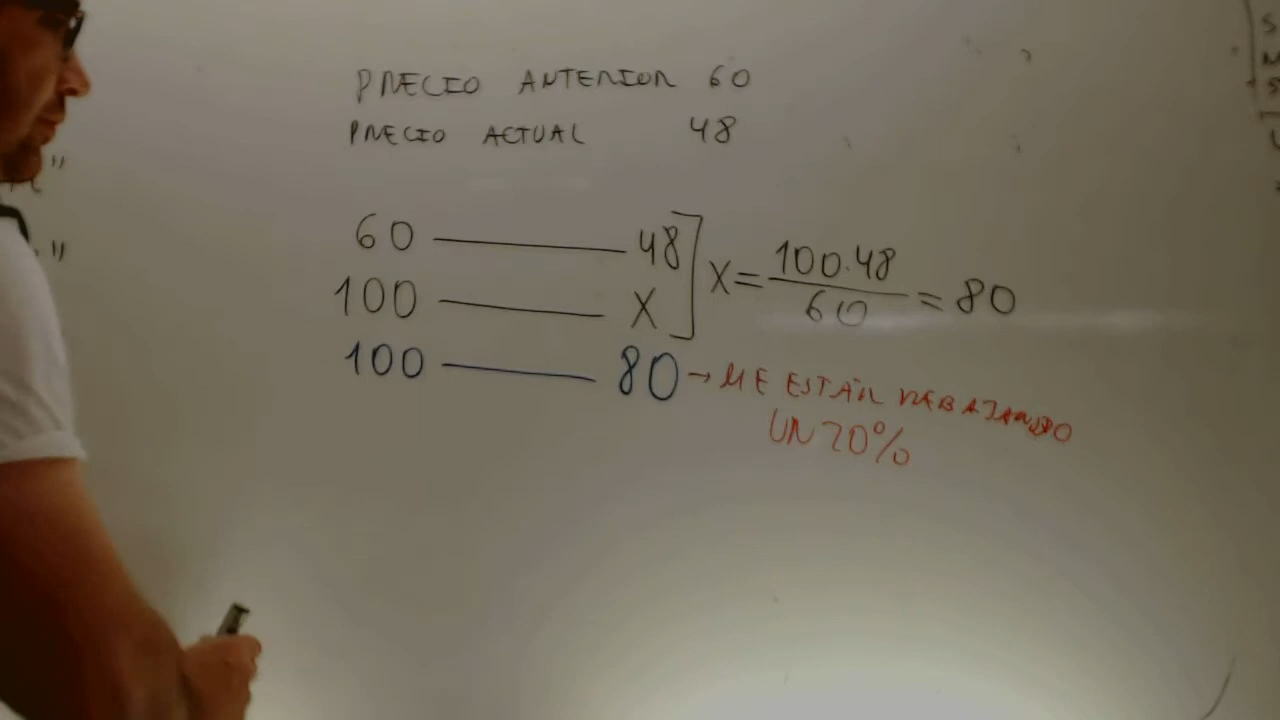 PRECIO ANTERIOR 60
PRECIO ACTUAL 48
60 — 48
100 — X
X = 100.48 / 60 = 80
100 — 80 → ME ESTÁN REBAJANDO
UN 20%